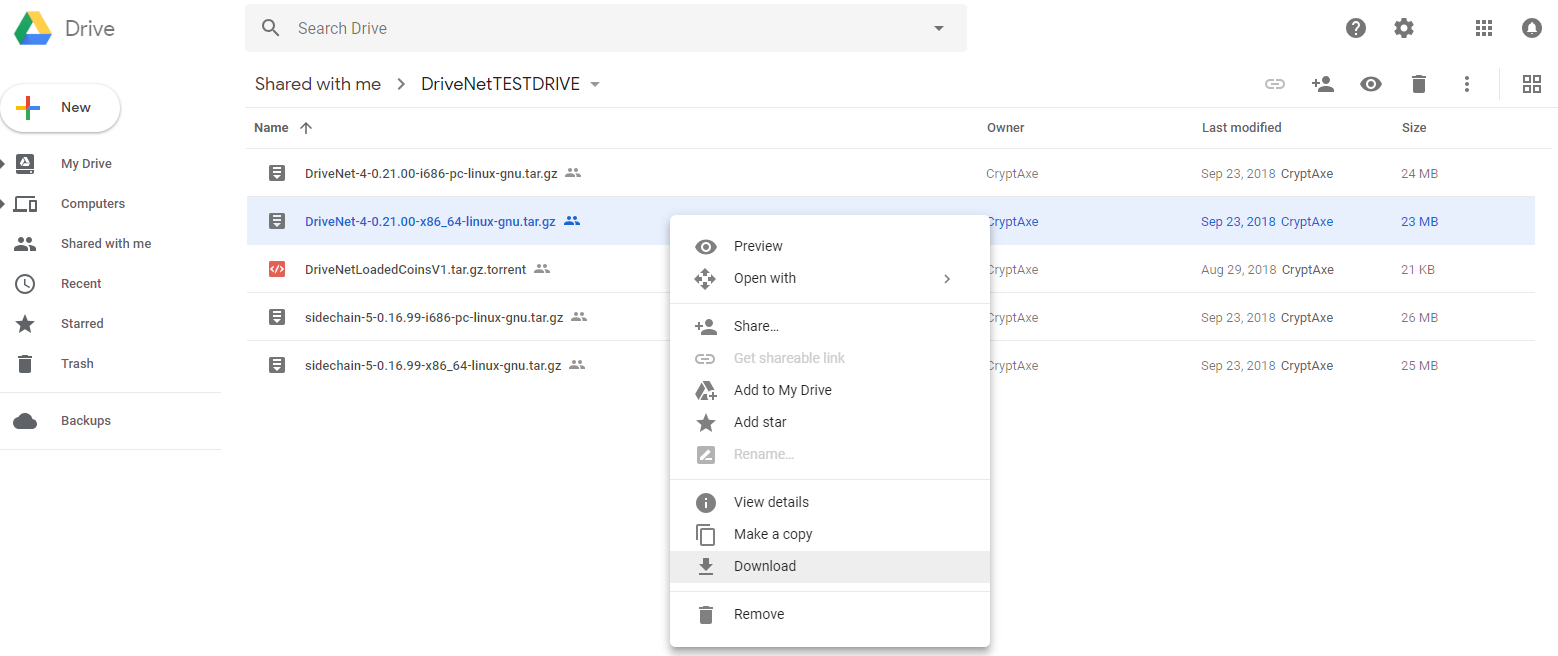 Drive
Search Drive
Shared with me > DriveNetTESTDRIVE
New
Name Owner Last modified Size
My Drive
DriveNet-4-0.21.00-i686-pc-linux-gnu.tar.gz CryptAxe Sep 23, 2018 CryptAxe 24 MB
Computers
DriveNet-4-0.21.00-x86_64-linux-gnu.tar.gz CryptAxe Sep 23, 2018 CryptAxe 23 MB
Shared with me
Preview
DriveNetLoadedCoinsV1.tar.gz.torrent CryptAxe Aug 29, 2018 CryptAxe 21 KB
Open with
Recent
sidechain-5-0.16.99-i686-pc-linux-gnu.tar.gz CryptAxe Sep 23, 2018 CryptAxe 26 MB
Share...
Starred
Get shareable link
sidechain-5-0.16.99-x86_64-linux-gnu.tar.gz CryptAxe Sep 23, 2018 CryptAxe 25 MB
Trash
Add to My Drive
Backups
Add star
Rename...
View details
Make a copy
Download
Remove